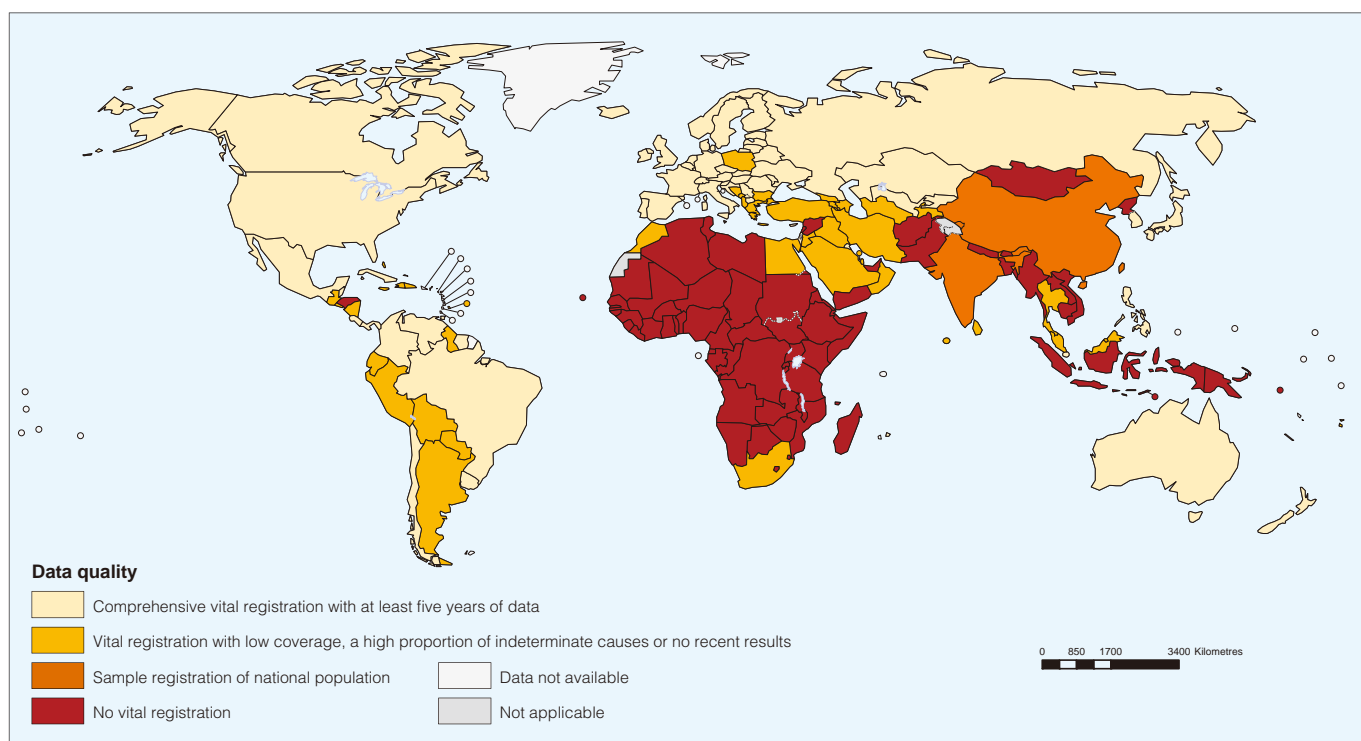 Data quality
Comprehensive vital registration with at least five years of data
Vital registration with low coverage, a high proportion of indeterminate causes or no recent results
Sample registration of national population
Data not available
No vital registration
Not applicable
0 850 1700 3400 Kilometres